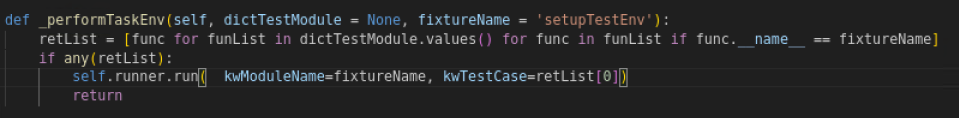 def _performTaskEnv(self, dictTestModule = None, fixtureName = 'setupTestEnv'):
    retList = [func for funList in dictTestModule.values() for func in funList if func.__name__ == fixtureName]
    if any(retList):
        self.runner.run(  kwModuleName=fixtureName, kwTestCase=retList[0])
        return